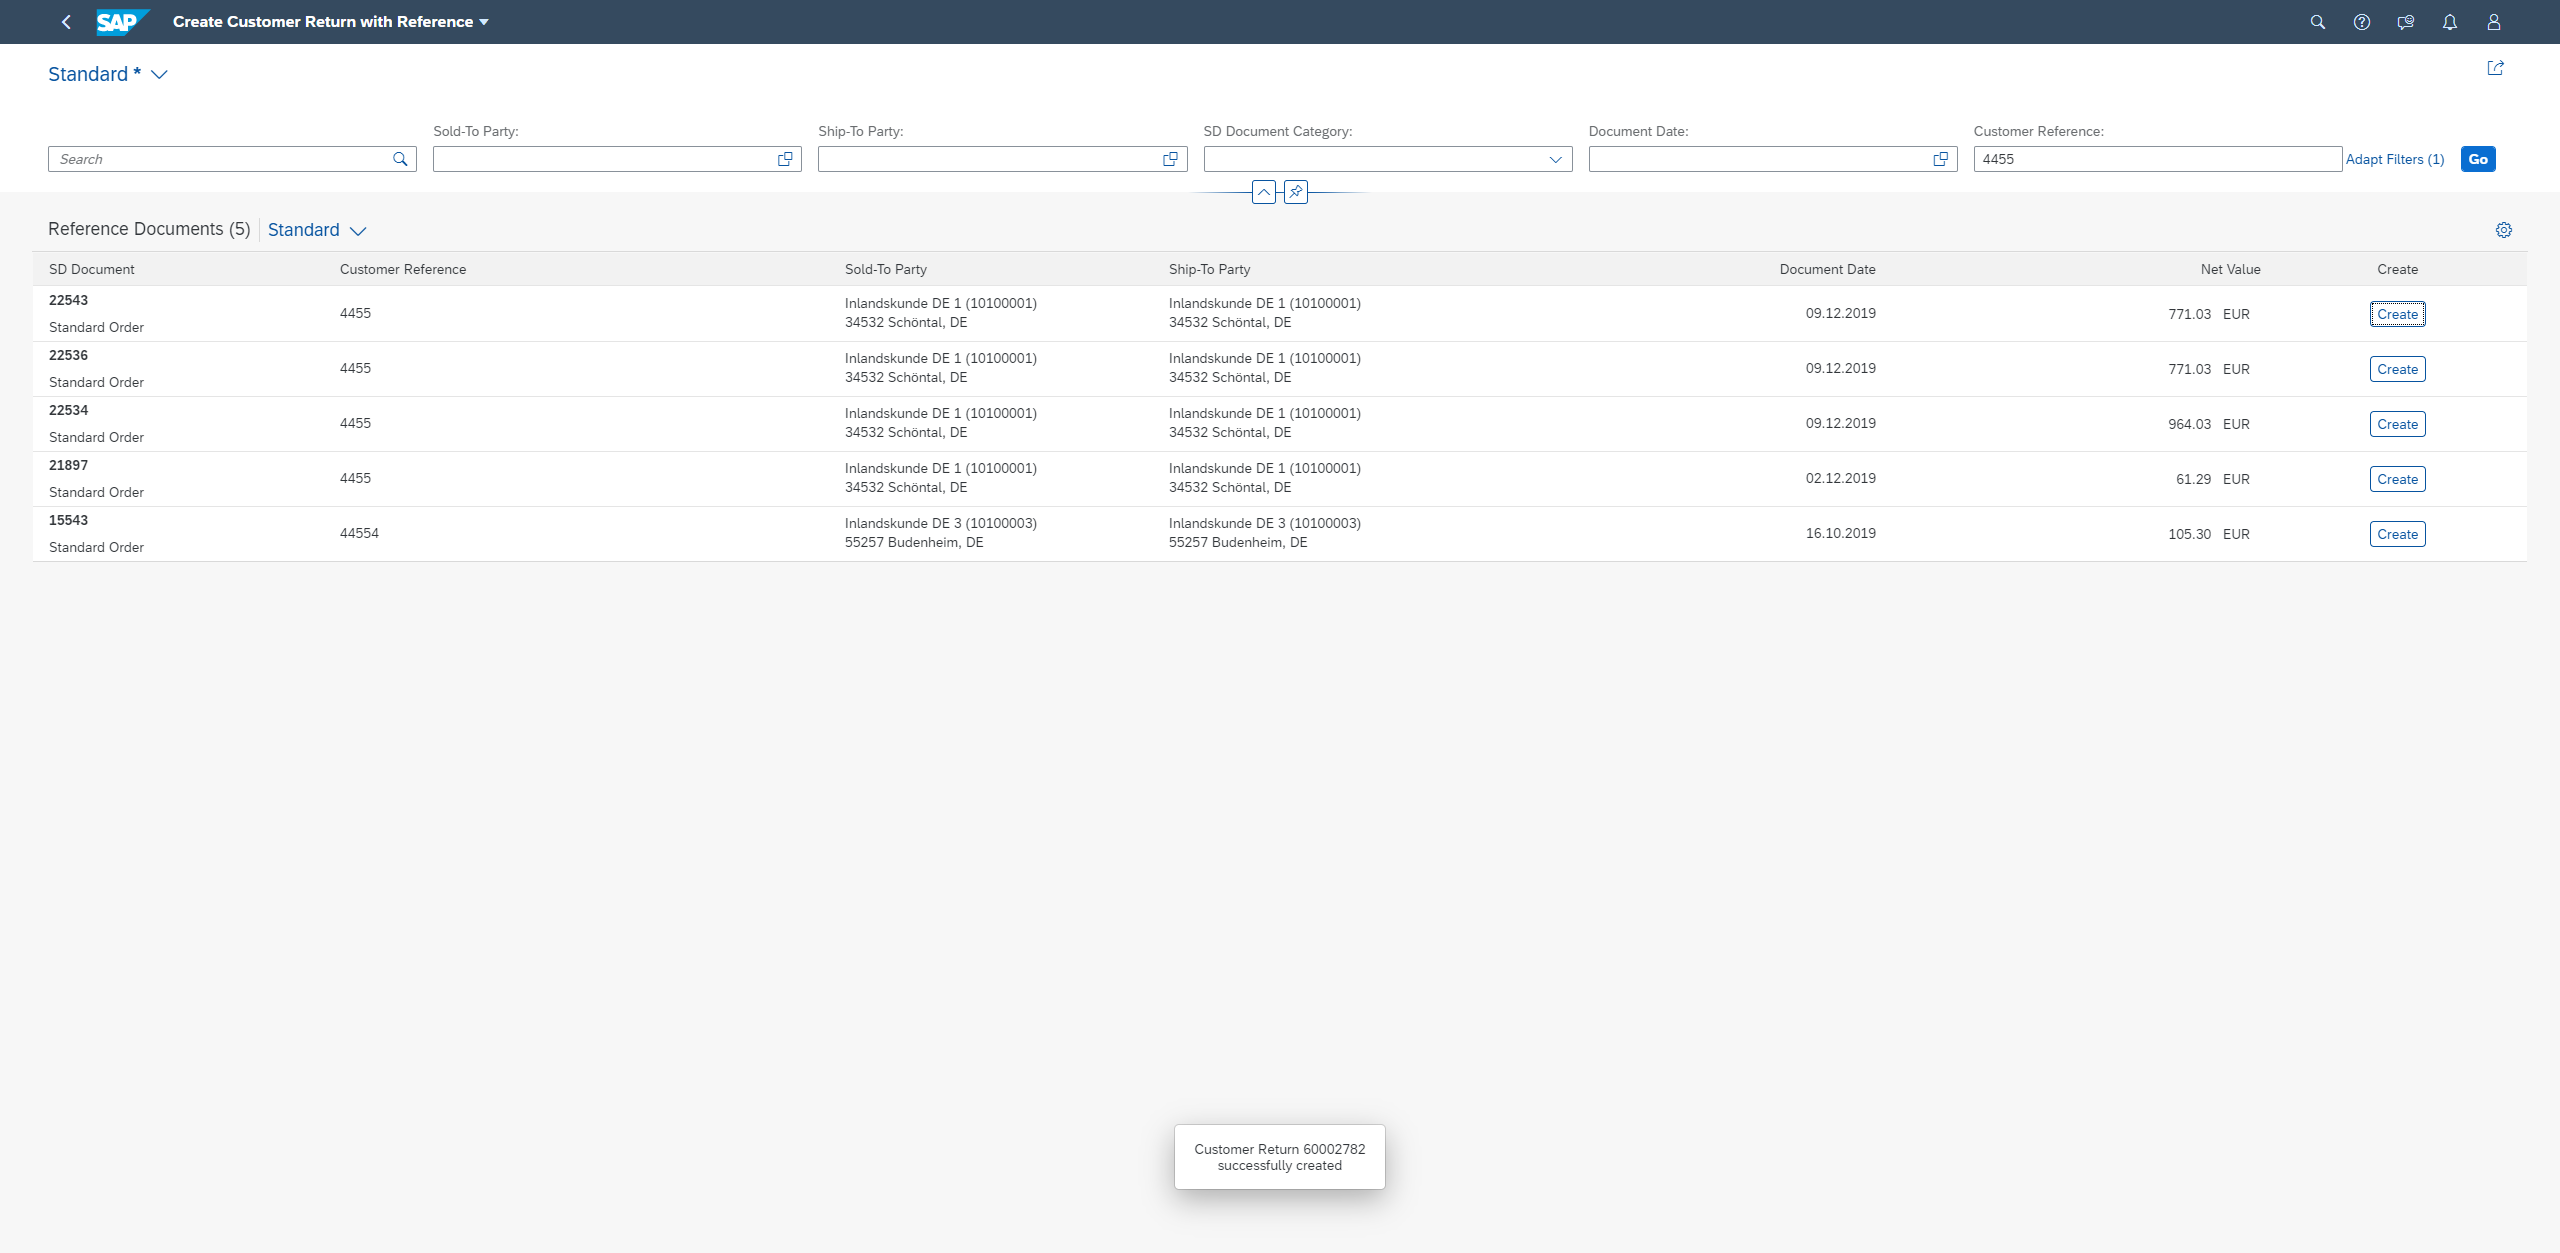 SAP Create Customer Return with Reference
Standard *
Sold-To Party: Ship-To Party: SD Document Category: Document Date: Customer Reference:
Search 4455 Adapt Filters (1) Go
Reference Documents (5) Standard
SD Document Customer Reference Sold-To Party Ship-To Party Document Date Net Value Create
22543
Standard Order
4455
Inlandskunde DE 1 (10100001)
34532 Schöntal, DE
Inlandskunde DE 1 (10100001)
34532 Schöntal, DE
09.12.2019
771.03 EUR
Create
22536
Standard Order
4455
Inlandskunde DE 1 (10100001)
34532 Schöntal, DE
Inlandskunde DE 1 (10100001)
34532 Schöntal, DE
09.12.2019
771.03 EUR
Create
22534
Standard Order
4455
Inlandskunde DE 1 (10100001)
34532 Schöntal, DE
Inlandskunde DE 1 (10100001)
34532 Schöntal, DE
09.12.2019
964.03 EUR
Create
21897
Standard Order
4455
Inlandskunde DE 1 (10100001)
34532 Schöntal, DE
Inlandskunde DE 1 (10100001)
34532 Schöntal, DE
02.12.2019
61.29 EUR
Create
15543
Standard Order
44554
Inlandskunde DE 3 (10100003)
55257 Budenheim, DE
Inlandskunde DE 3 (10100003)
55257 Budenheim, DE
16.10.2019
105.30 EUR
Create
Customer Return 60002782
successfully created